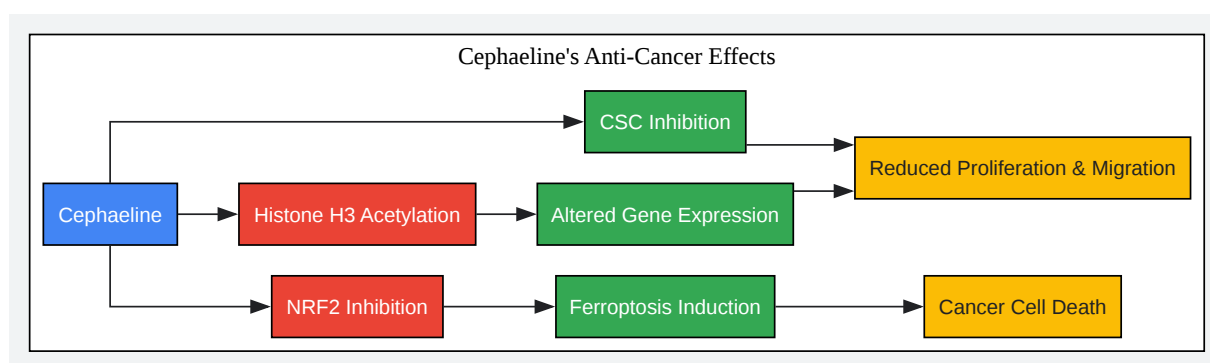 Cephaeline's Anti-Cancer Effects
CSC Inhibition
Reduced Proliferation & Migration
Cephaeline
Histone H3 Acetylation
Altered Gene Expression
NRF2 Inhibition
Ferroptosis Induction
Cancer Cell Death